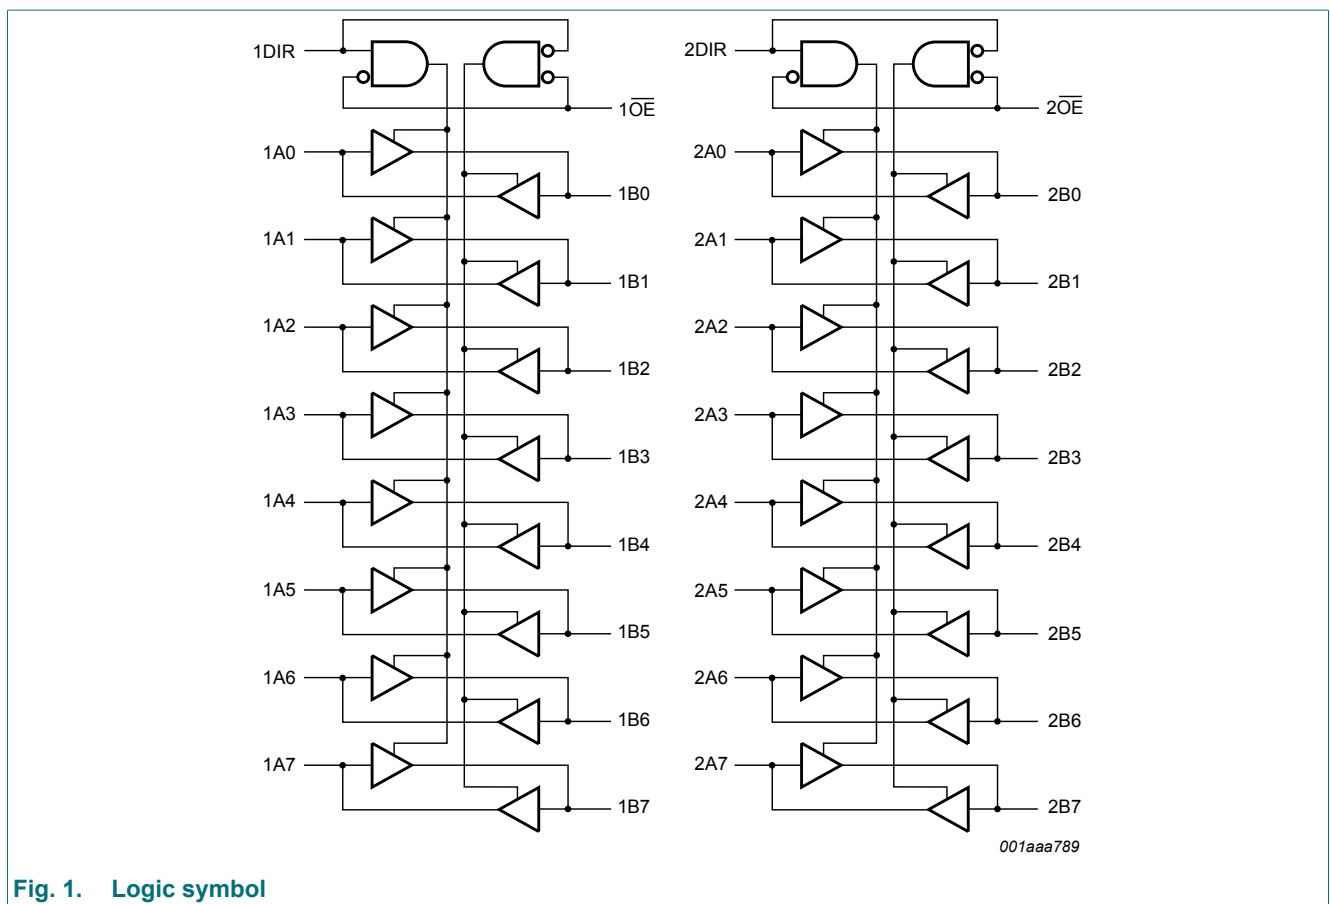 1DIR
1O̅E̅
1A0
1B0
1A1
1B1
1A2
1B2
1A3
1B3
1A4
1B4
1A5
1B5
1A6
1B6
1A7
1B7
2DIR
2O̅E̅
2A0
2B0
2A1
2B1
2A2
2B2
2A3
2B3
2A4
2B4
2A5
2B5
2A6
2B6
2A7
2B7
001aaa789
Fig. 1. Logic symbol